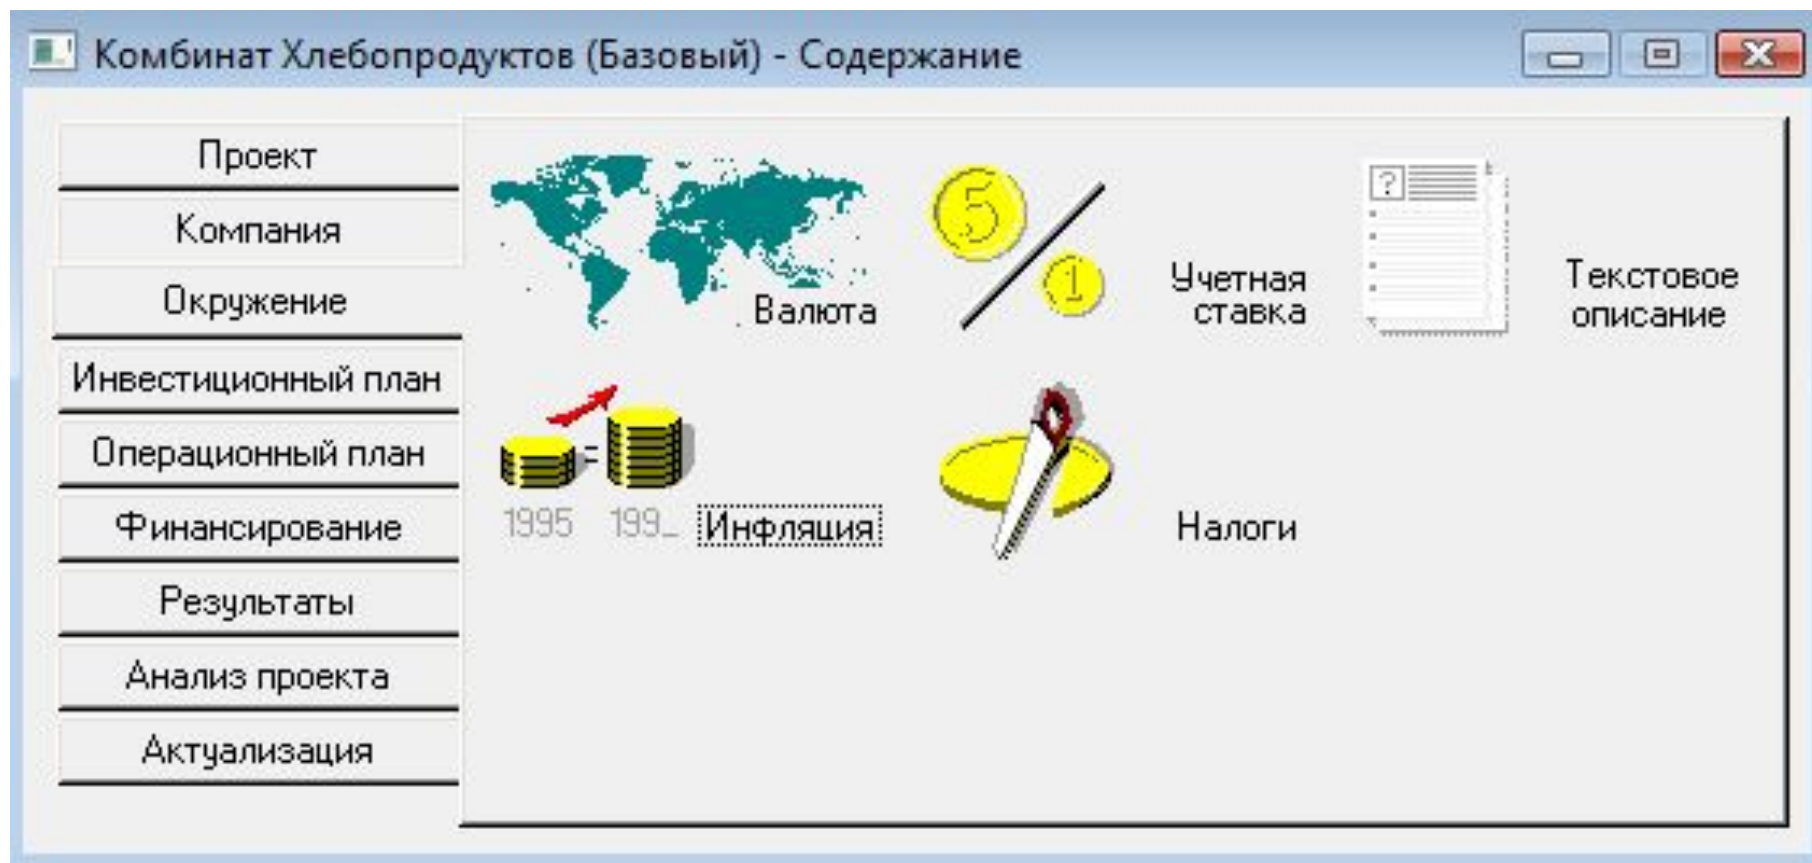 Комбинат Хлебопродуктов (Базовый) - Содержание
Проект
Компания
Окружение
Инвестиционный план
Операционный план
Финансирование
Результаты
Анализ проекта
Актуализация
Валюта
5
1
Учетная
ставка
?
Текстовое
описание
=
1995 199_ Инфляция
Налоги